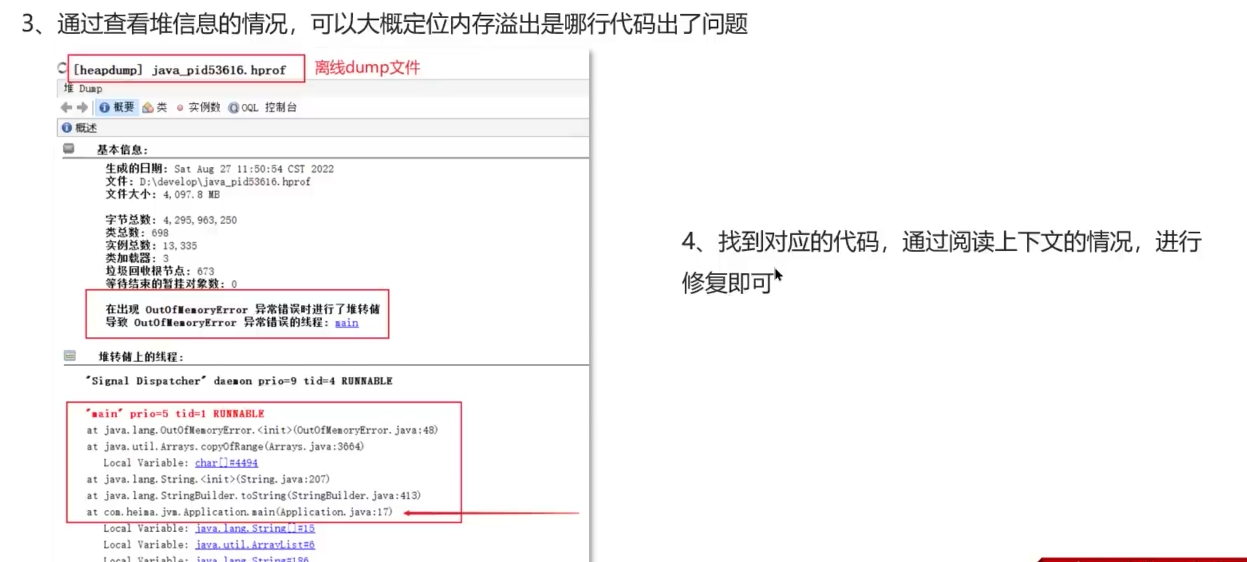 3、通过查看堆信息的情况，可以大概定位内存溢出是哪行代码出了问题
[heapdump] java_pid53616.hprof
离线dump文件
堆 Dump
概要 类 实例数 OQL 控制台
概述
基本信息:
生成的日期: Sat Aug 27 11:50:54 CST 2022
文件: D:\develop\java_pid53616.hprof
文件大小: 4,097.8 MB
字节总数: 4,295,963,250
类总数: 698
实例总数: 13,335
类加载器: 3
垃圾回收根节点: 673
等待结束的暂挂对象数: 0
在出现 OutOfMemoryError 异常错误时进行了堆转储
导致 OutOfMemoryError 异常错误的线程: main
堆转储上的线程:
"Signal Dispatcher" daemon prio=9 tid=4 RUNNABLE
"main" prio=5 tid=1 RUNNABLE
at java.lang.OutOfMemoryError.<init>(OutOfMemoryError.java:48)
at java.util.Arrays.copyOfRange(Arrays.java:3664)
Local Variable: char[]#4494
at java.lang.String.<init>(String.java:207)
at java.lang.StringBuilder.toString(StringBuilder.java:413)
at com.heima.jvm.Application.main(Application.java:17)
Local Variable: java.lang.String[]#15
Local Variable: java.util.ArrayList#6
Local Variable: java.lang.String#186
4、找到对应的代码，通过阅读上下文的情况，进行
修复即可